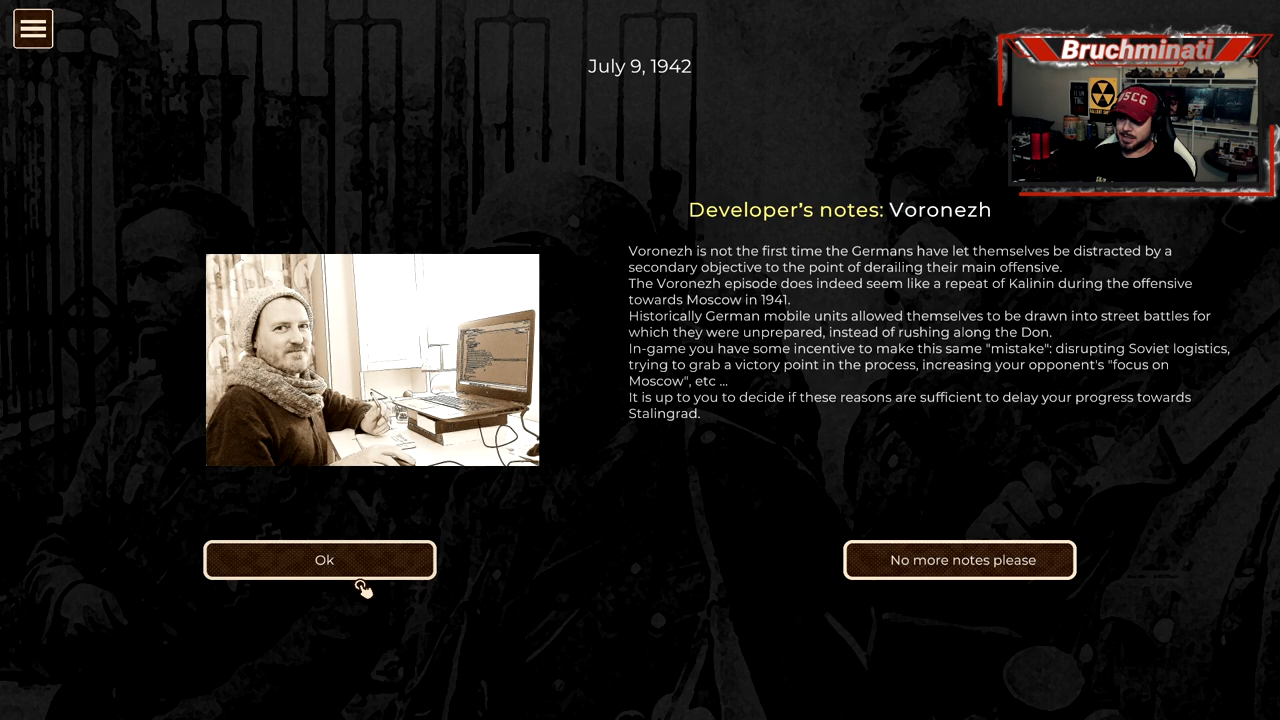 July 9, 1942
Bruchminati
USCG
Developer's notes: Voronezh
Voronezh is not the first time the Germans have let themselves be distracted by a
secondary objective to the point of derailing their main offensive.
The Voronezh episode does indeed seem like a repeat of Kalinin during the offensive
towards Moscow in 1941.
Historically German mobile units allowed themselves to be drawn into street battles for
which they were unprepared, instead of rushing along the Don.
In-game you have some incentive to make this same "mistake": disrupting Soviet logistics,
trying to grab a victory point in the process, increasing your opponent's "focus on
Moscow", etc ...
It is up to you to decide if these reasons are sufficient to delay your progress towards
Stalingrad.
Ok
No more notes please